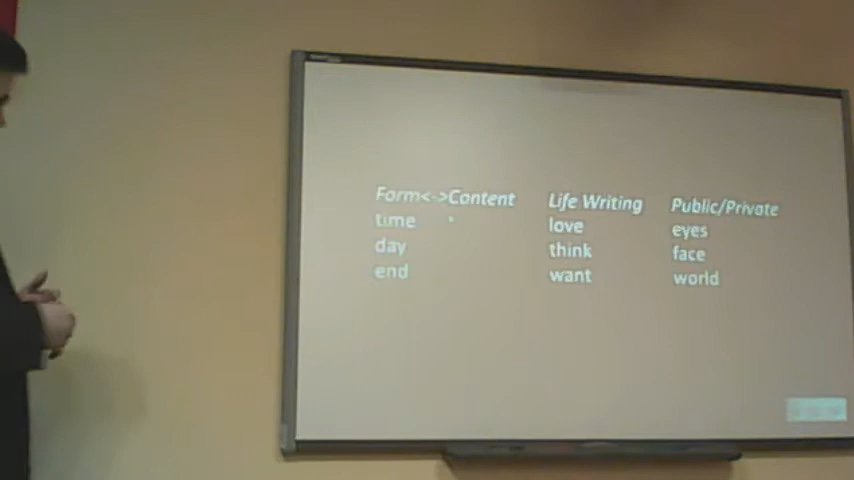 Form<->Content Life Writing Public/Private
time love eyes
day think face
end want world